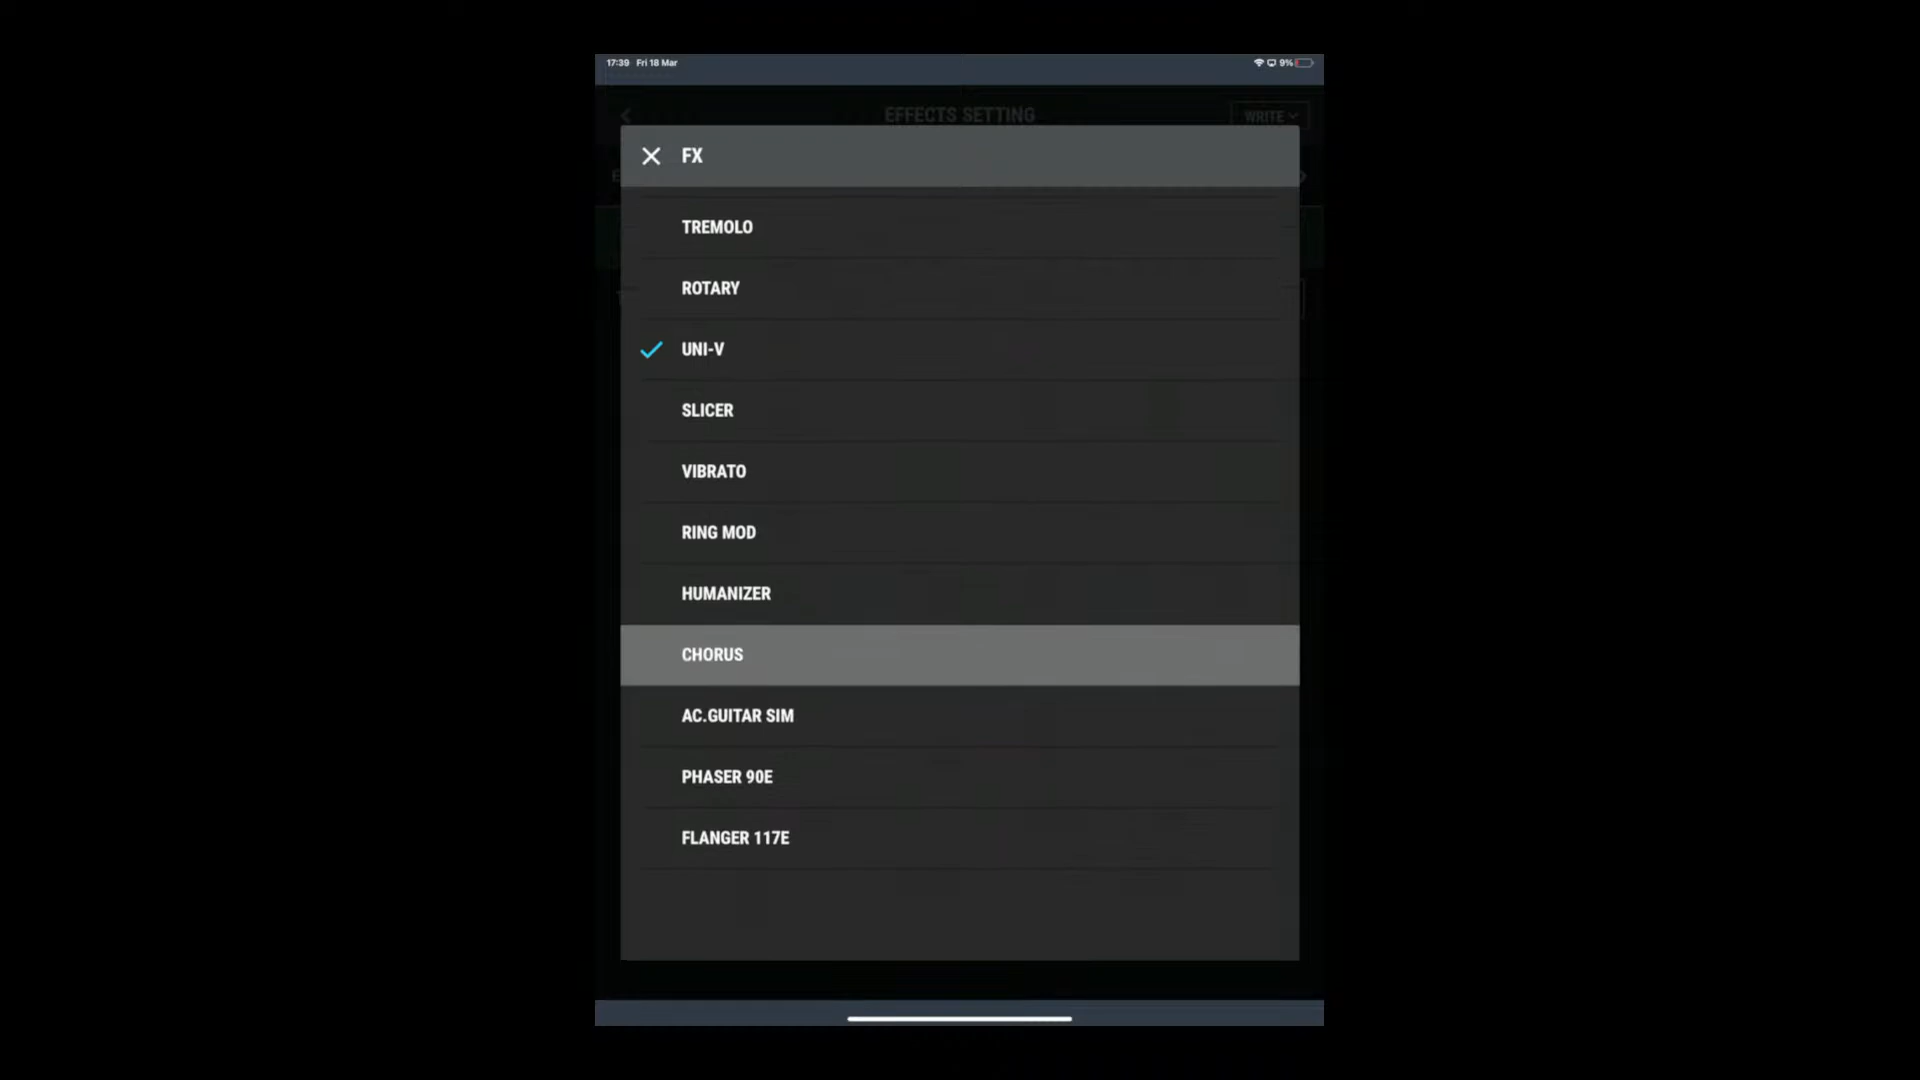 17:39 Fri 18 Mar
9%
EFFECTS SETTING
WRITE
FX
TREMOLO
ROTARY
UNI-V
SLICER
VIBRATO
RING MOD
HUMANIZER
CHORUS
AC.GUITAR SIM
PHASER 90E
FLANGER 117E